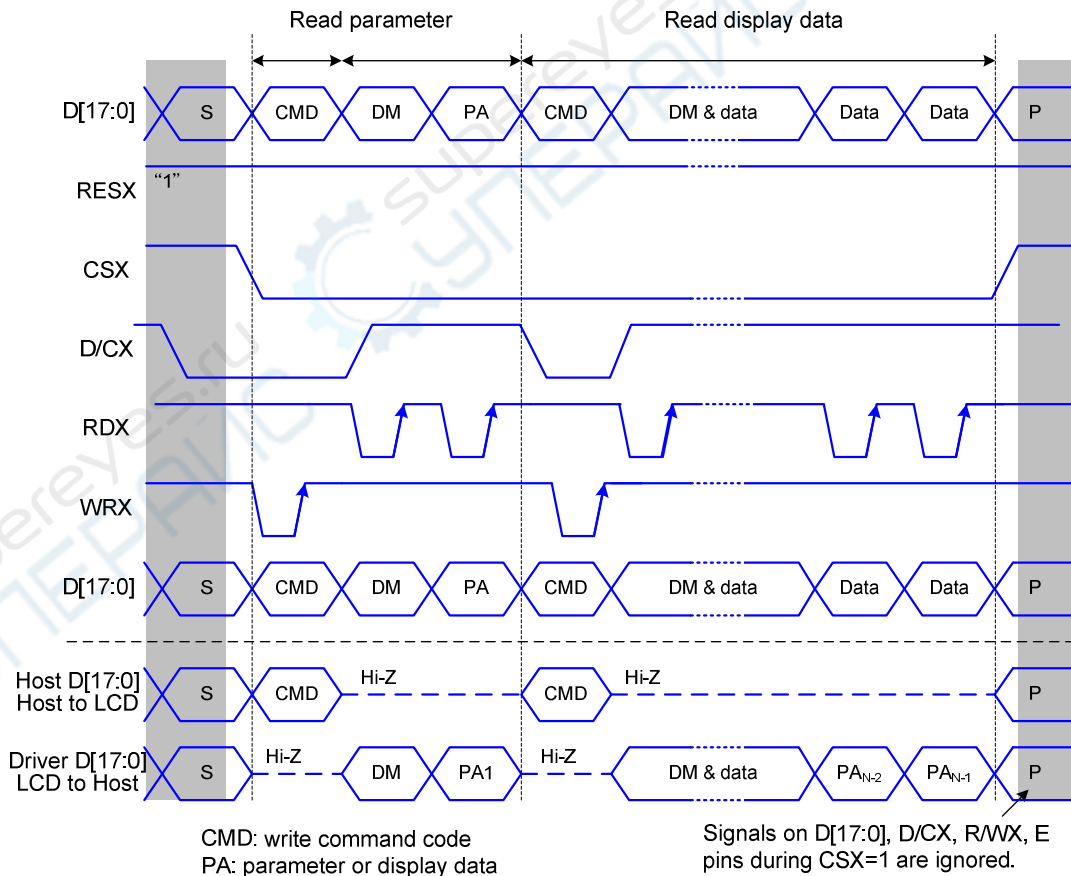 Read parameter Read display data
D[17:0] S CMD DM PA CMD DM & data Data Data P
RESX "1"
CSX
D/CX
RDX
WRX
D[17:0] S CMD DM PA CMD DM & data Data Data P
Host D[17:0]
Host to LCD S CMD Hi-Z CMD Hi-Z P
Driver D[17:0]
LCD to Host S Hi-Z DM PA1 Hi-Z DM & data PAN-2 PAN-1 P
CMD: write command code
PA: parameter or display data
Signals on D[17:0], D/CX, R/WX, E
pins during CSX=1 are ignored.
supereyes.ru
СУПЕРАЙС